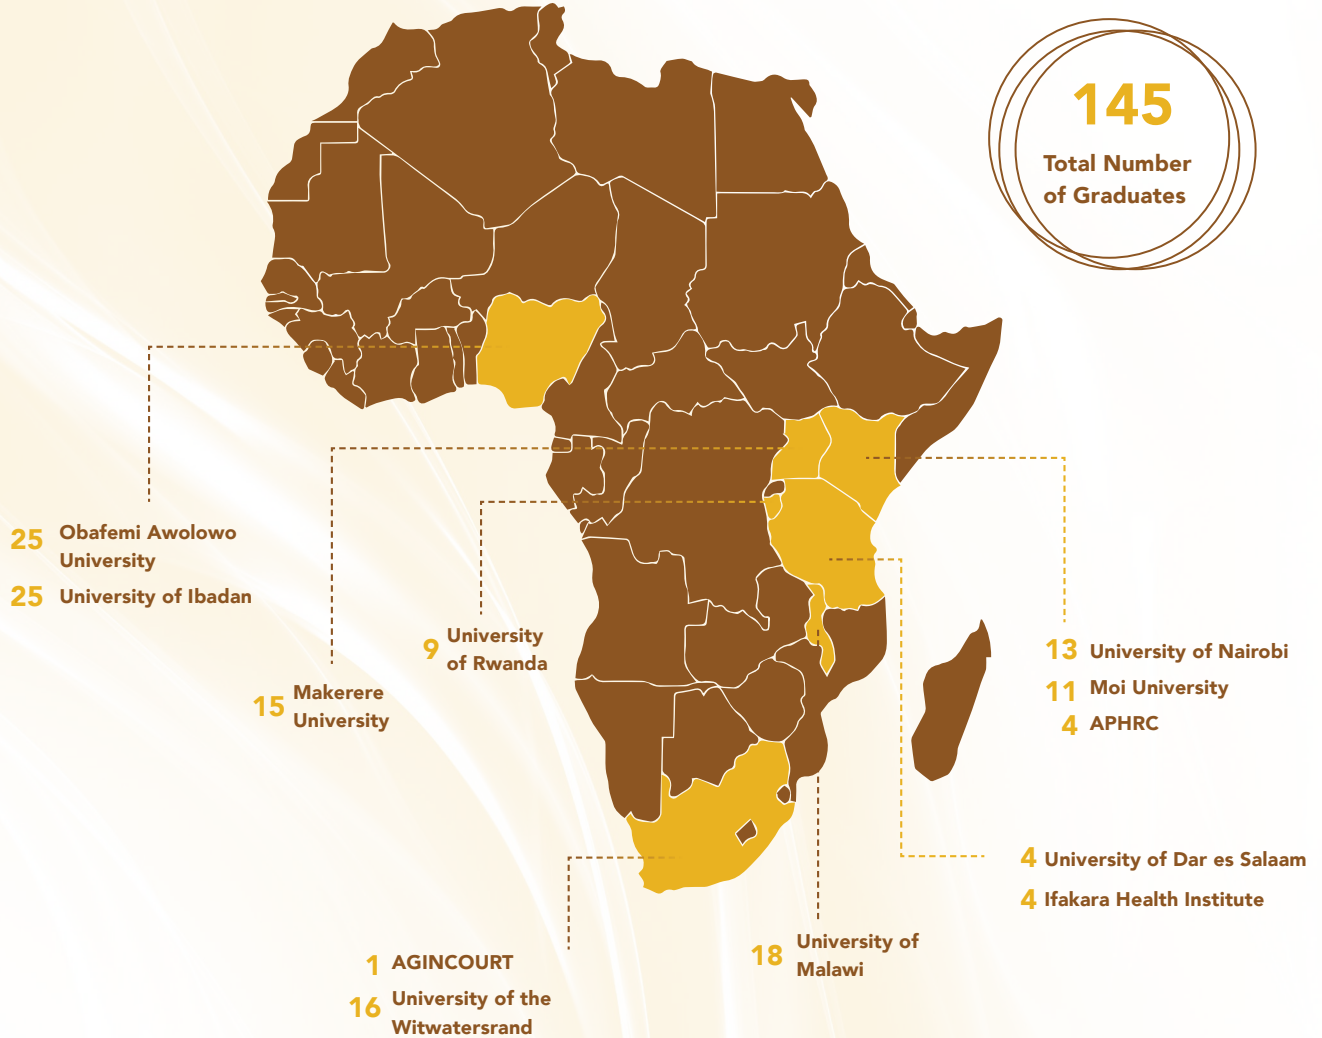 145
Total Number
of Graduates
25 Obafemi Awolowo
University
25 University of Ibadan
9 University
of Rwanda
15 Makerere
University
13 University of Nairobi
11 Moi University
4 APHRC
4 University of Dar es Salaam
4 Ifakara Health Institute
18 University of
Malawi
1 AGINCOURT
16 University of the
Witwatersrand